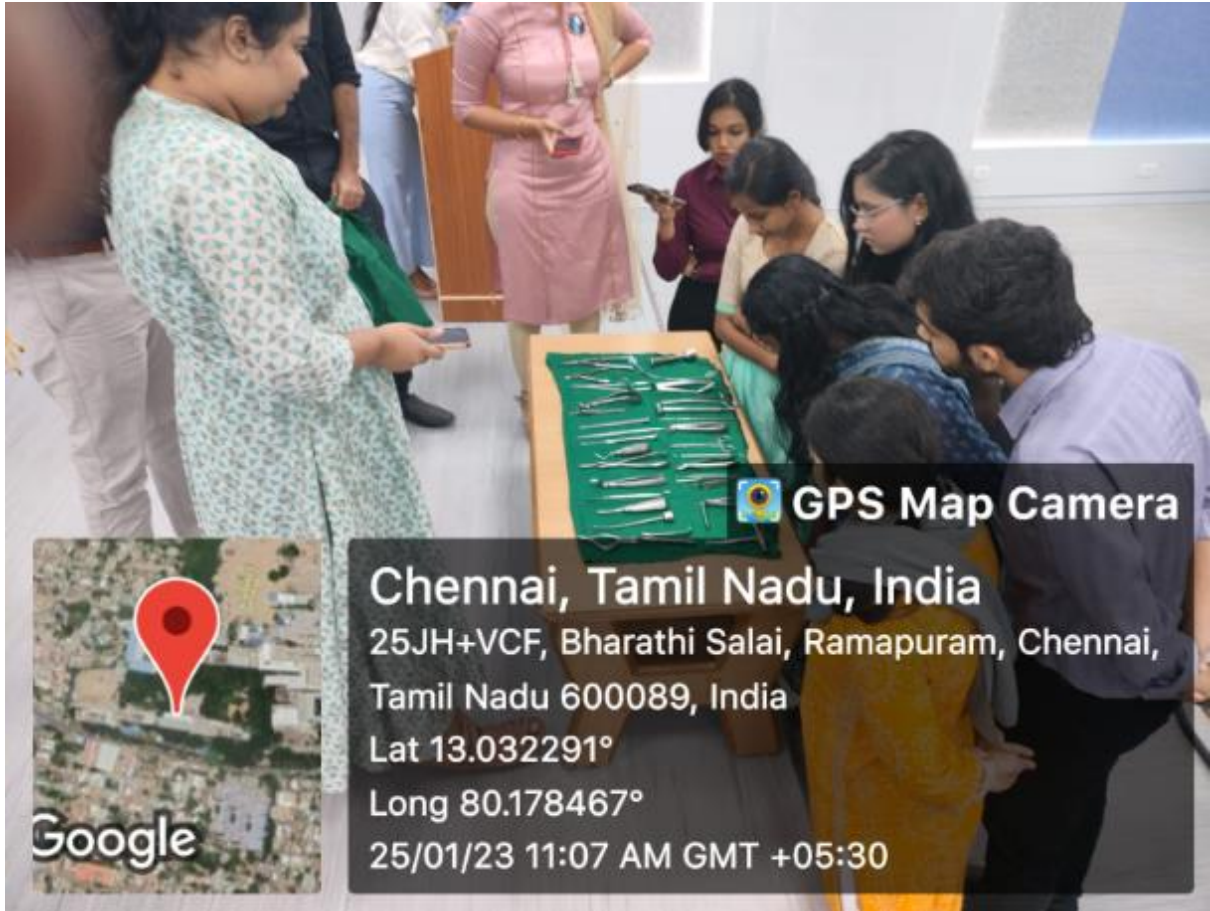 GPS Map Camera
Chennai, Tamil Nadu, India
25JH+VCF, Bharathi Salai, Ramapuram, Chennai,
Tamil Nadu 600089, India
Lat 13.032291°
Long 80.178467°
25/01/23 11:07 AM GMT +05:30
Google